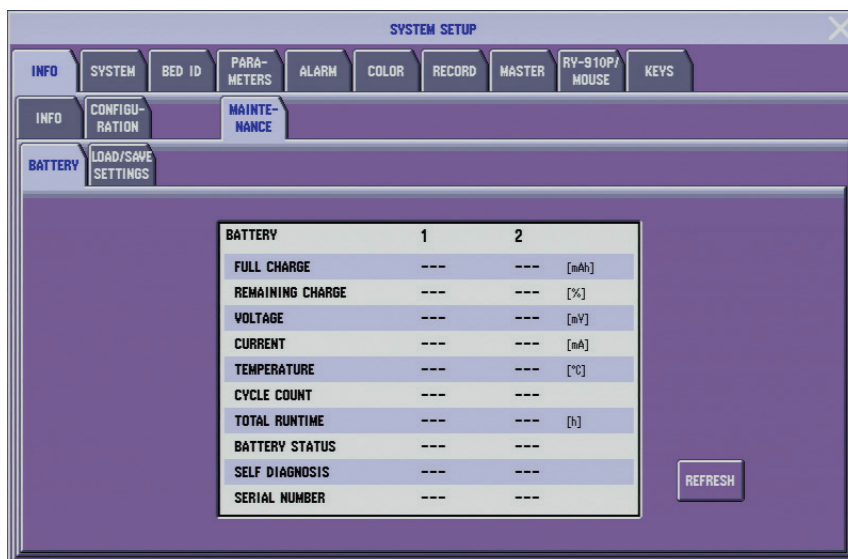 SYSTEM SETUP
INFO SYSTEM BED ID PARA-
METERS ALARM COLOR RECORD MASTER RY-910P/
MOUSE KEYS
INFO CONFIGU-
RATION MAINTE-
NANCE
BATTERY LOAD/SAVE
SETTINGS
BATTERY 1 2
FULL CHARGE --- --- [mAh]
REMAINING CHARGE --- --- [%]
VOLTAGE --- --- [mV]
CURRENT --- --- [mA]
TEMPERATURE --- --- [°C]
CYCLE COUNT --- ---
TOTAL RUNTIME --- --- [h]
BATTERY STATUS --- ---
SELF DIAGNOSIS --- ---
SERIAL NUMBER --- ---
REFRESH